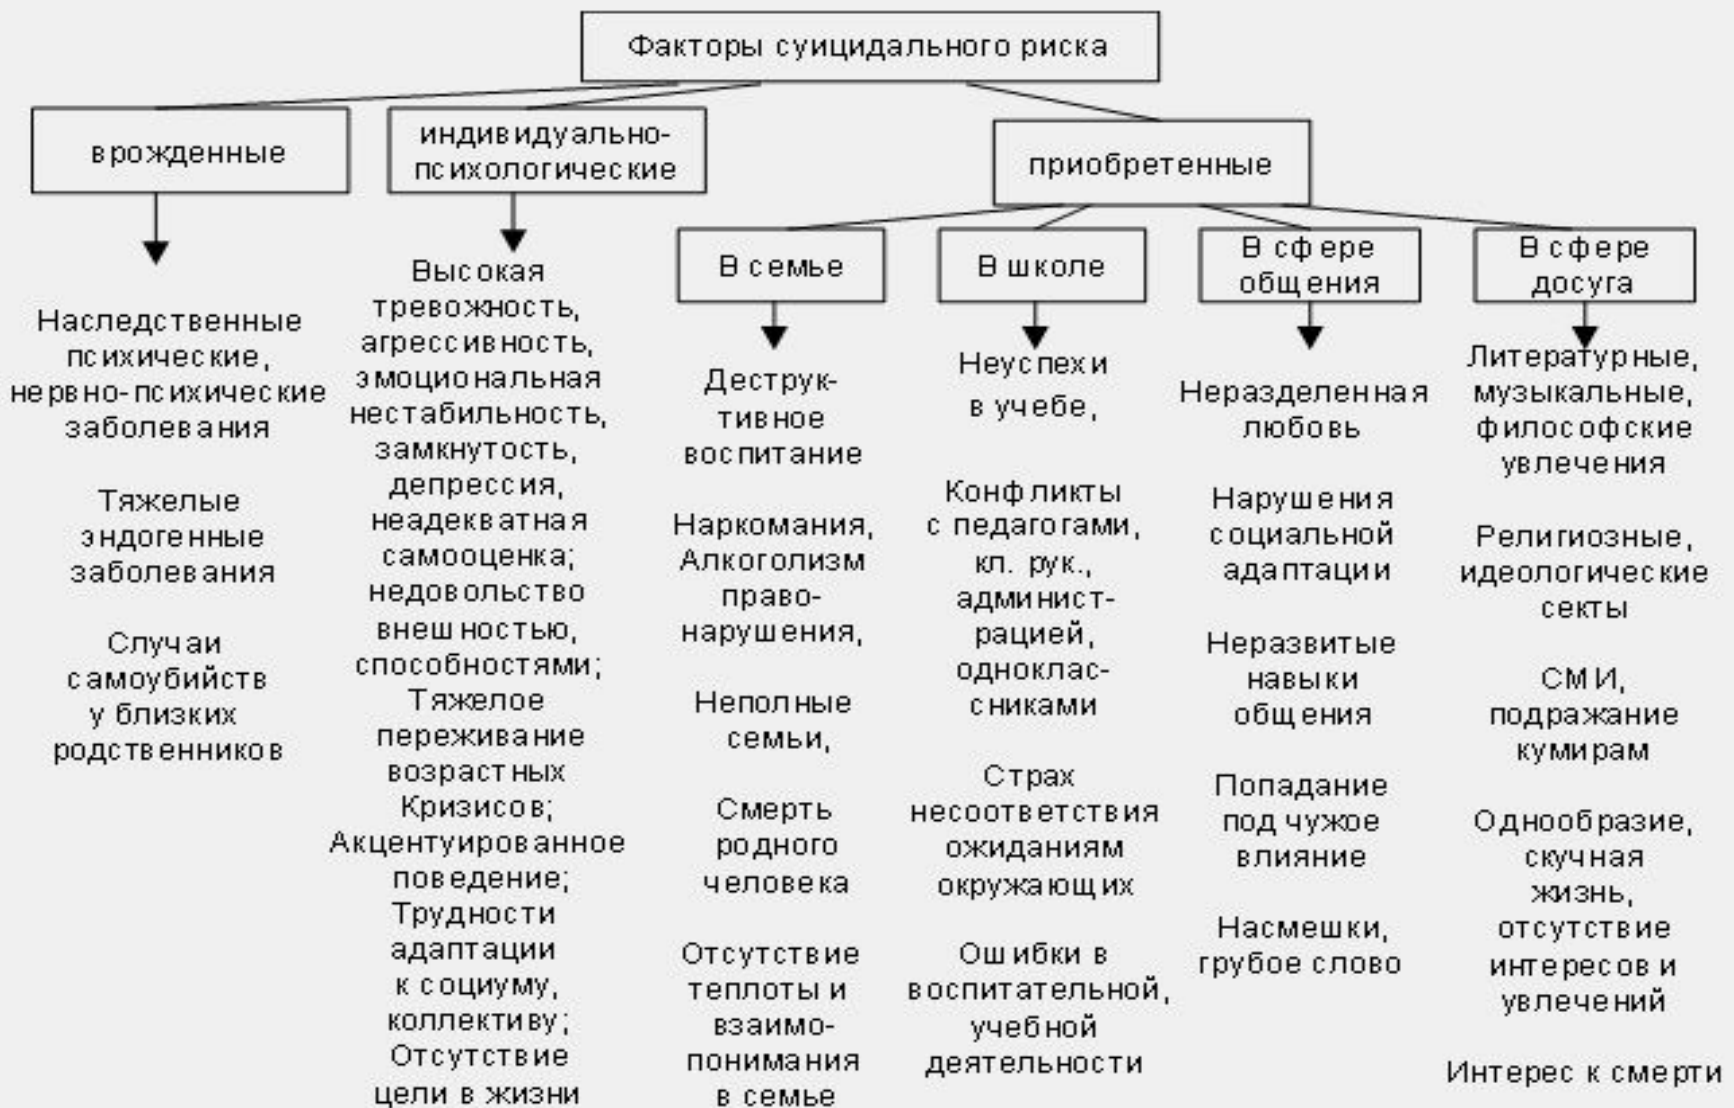 Факторы суицидального риска
врожденные
индивидуально-
психологические
приобретенные
Наследственные
психические,
нервно-психические
заболевания
Тяжелые
эндогенные
заболевания
Случаи
самоубийств
у близких
родственников
Высокая
тревожность,
агрессивность,
эмоциональная
нестабильность,
замкнутость,
депрессия,
неадекватная
самооценка;
недовольство
внешностью,
способностями;
Тяжелое
переживание
возрастных
Кризисов;
Акцентуированное
поведение;
Трудности
адаптации
к социуму,
коллективу;
Отсутствие
цели в жизни
В семье
Деструк-
тивное
воспитание
Наркомания,
Алкоголизм
право-
нарушения,
Неполные
семьи,
Смерть
родного
человека
Отсутствие
теплоты и
взаимо-
понимания
в семье
В школе
Неуспехи
в учебе,
Конфликты
с педагогами,
кл. рук.,
админист-
рацией,
одноклас-
сниками
Страх
несоответствия
ожиданиям
окружающих
Ошибки в
воспитательной,
учебной
деятельности
В сфере
общения
Неразделенная
любовь
Нарушения
социальной
адаптации
Неразвитые
навыки
общения
Попадание
под чужое
влияние
Насмешки,
грубое слово
В сфере
досуга
Литературные,
музыкальные,
философские
увлечения
Религиозные,
идеологические
секты
СМИ,
подражание
кумирам
Однообразие,
скучная
жизнь,
отсутствие
интересов и
увлечений
Интерес к смерти